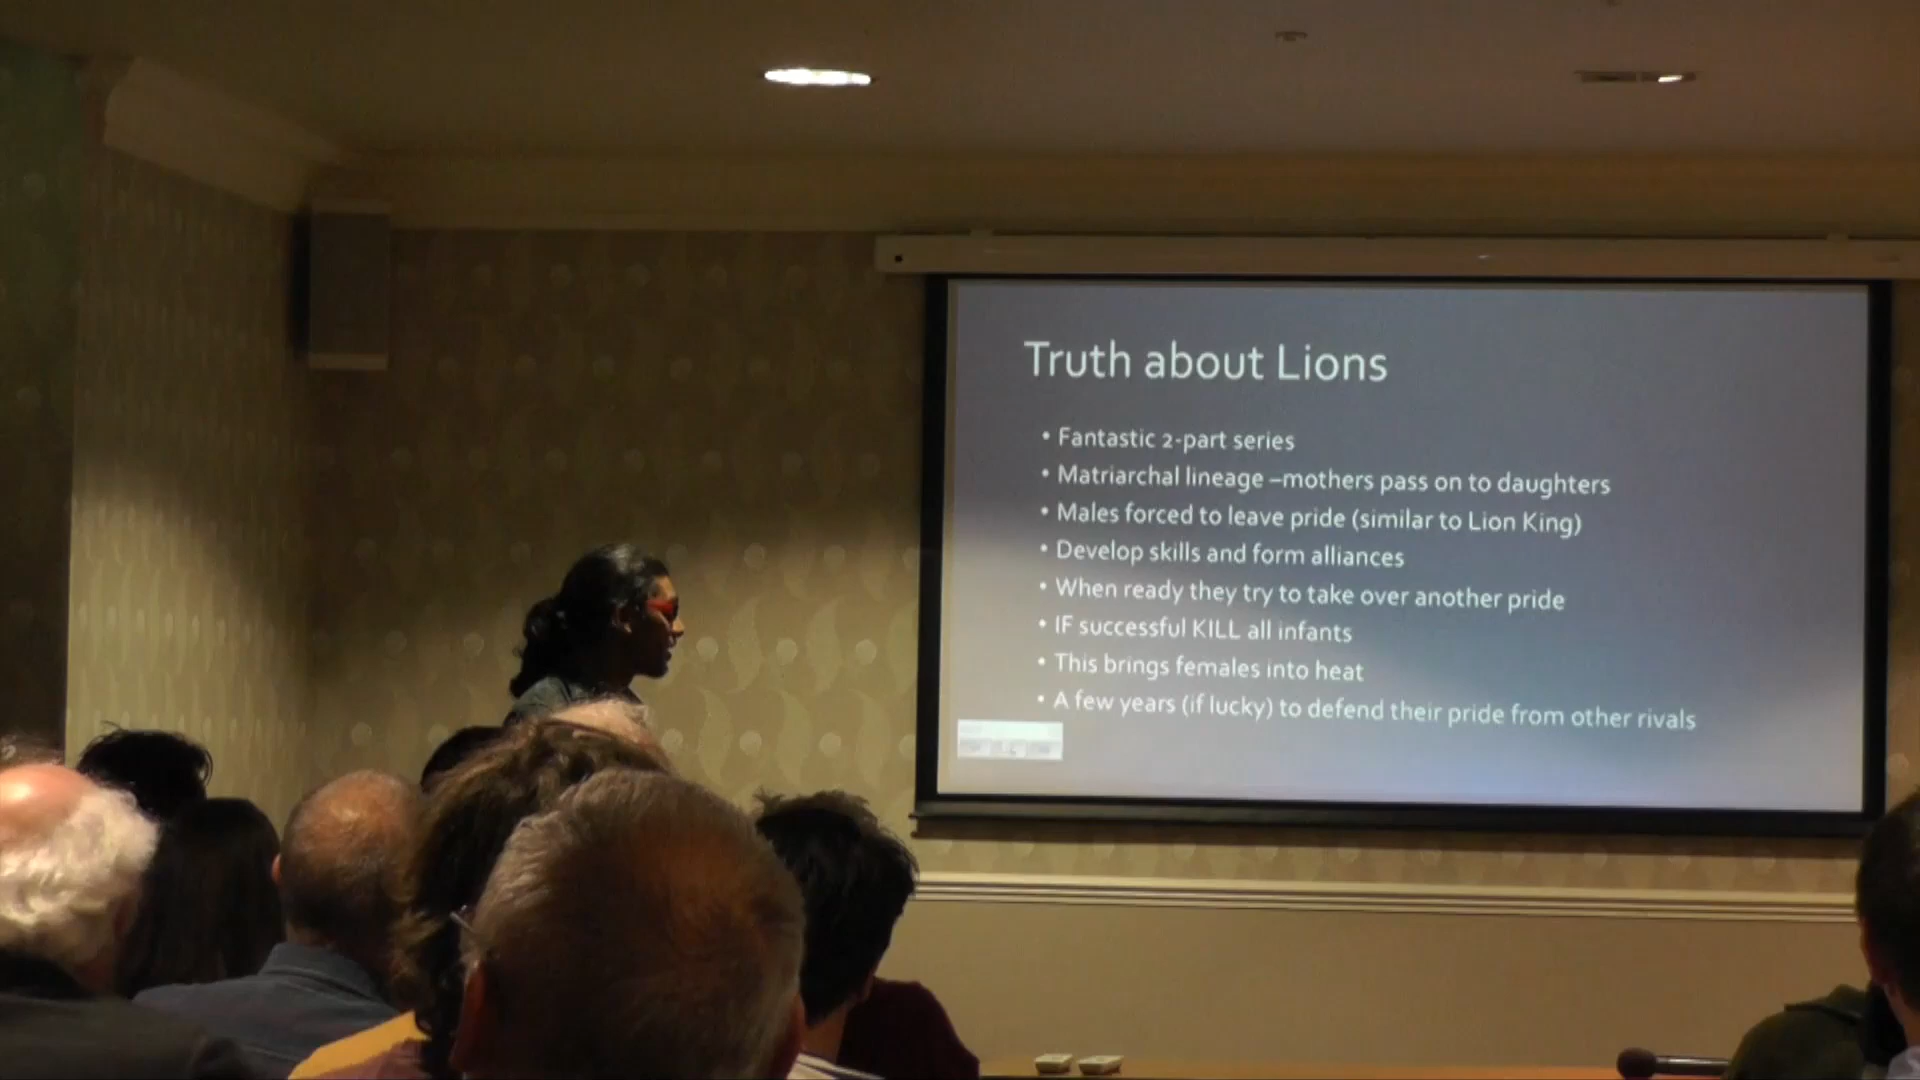 Truth about Lions
• Fantastic 2-part series
• Matriarchal lineage –mothers pass on to daughters
• Males forced to leave pride (similar to Lion King)
• Develop skills and form alliances
• When ready they try to take over another pride
• IF successful KILL all infants
• This brings females into heat
• A few years (if lucky) to defend their pride from other rivals